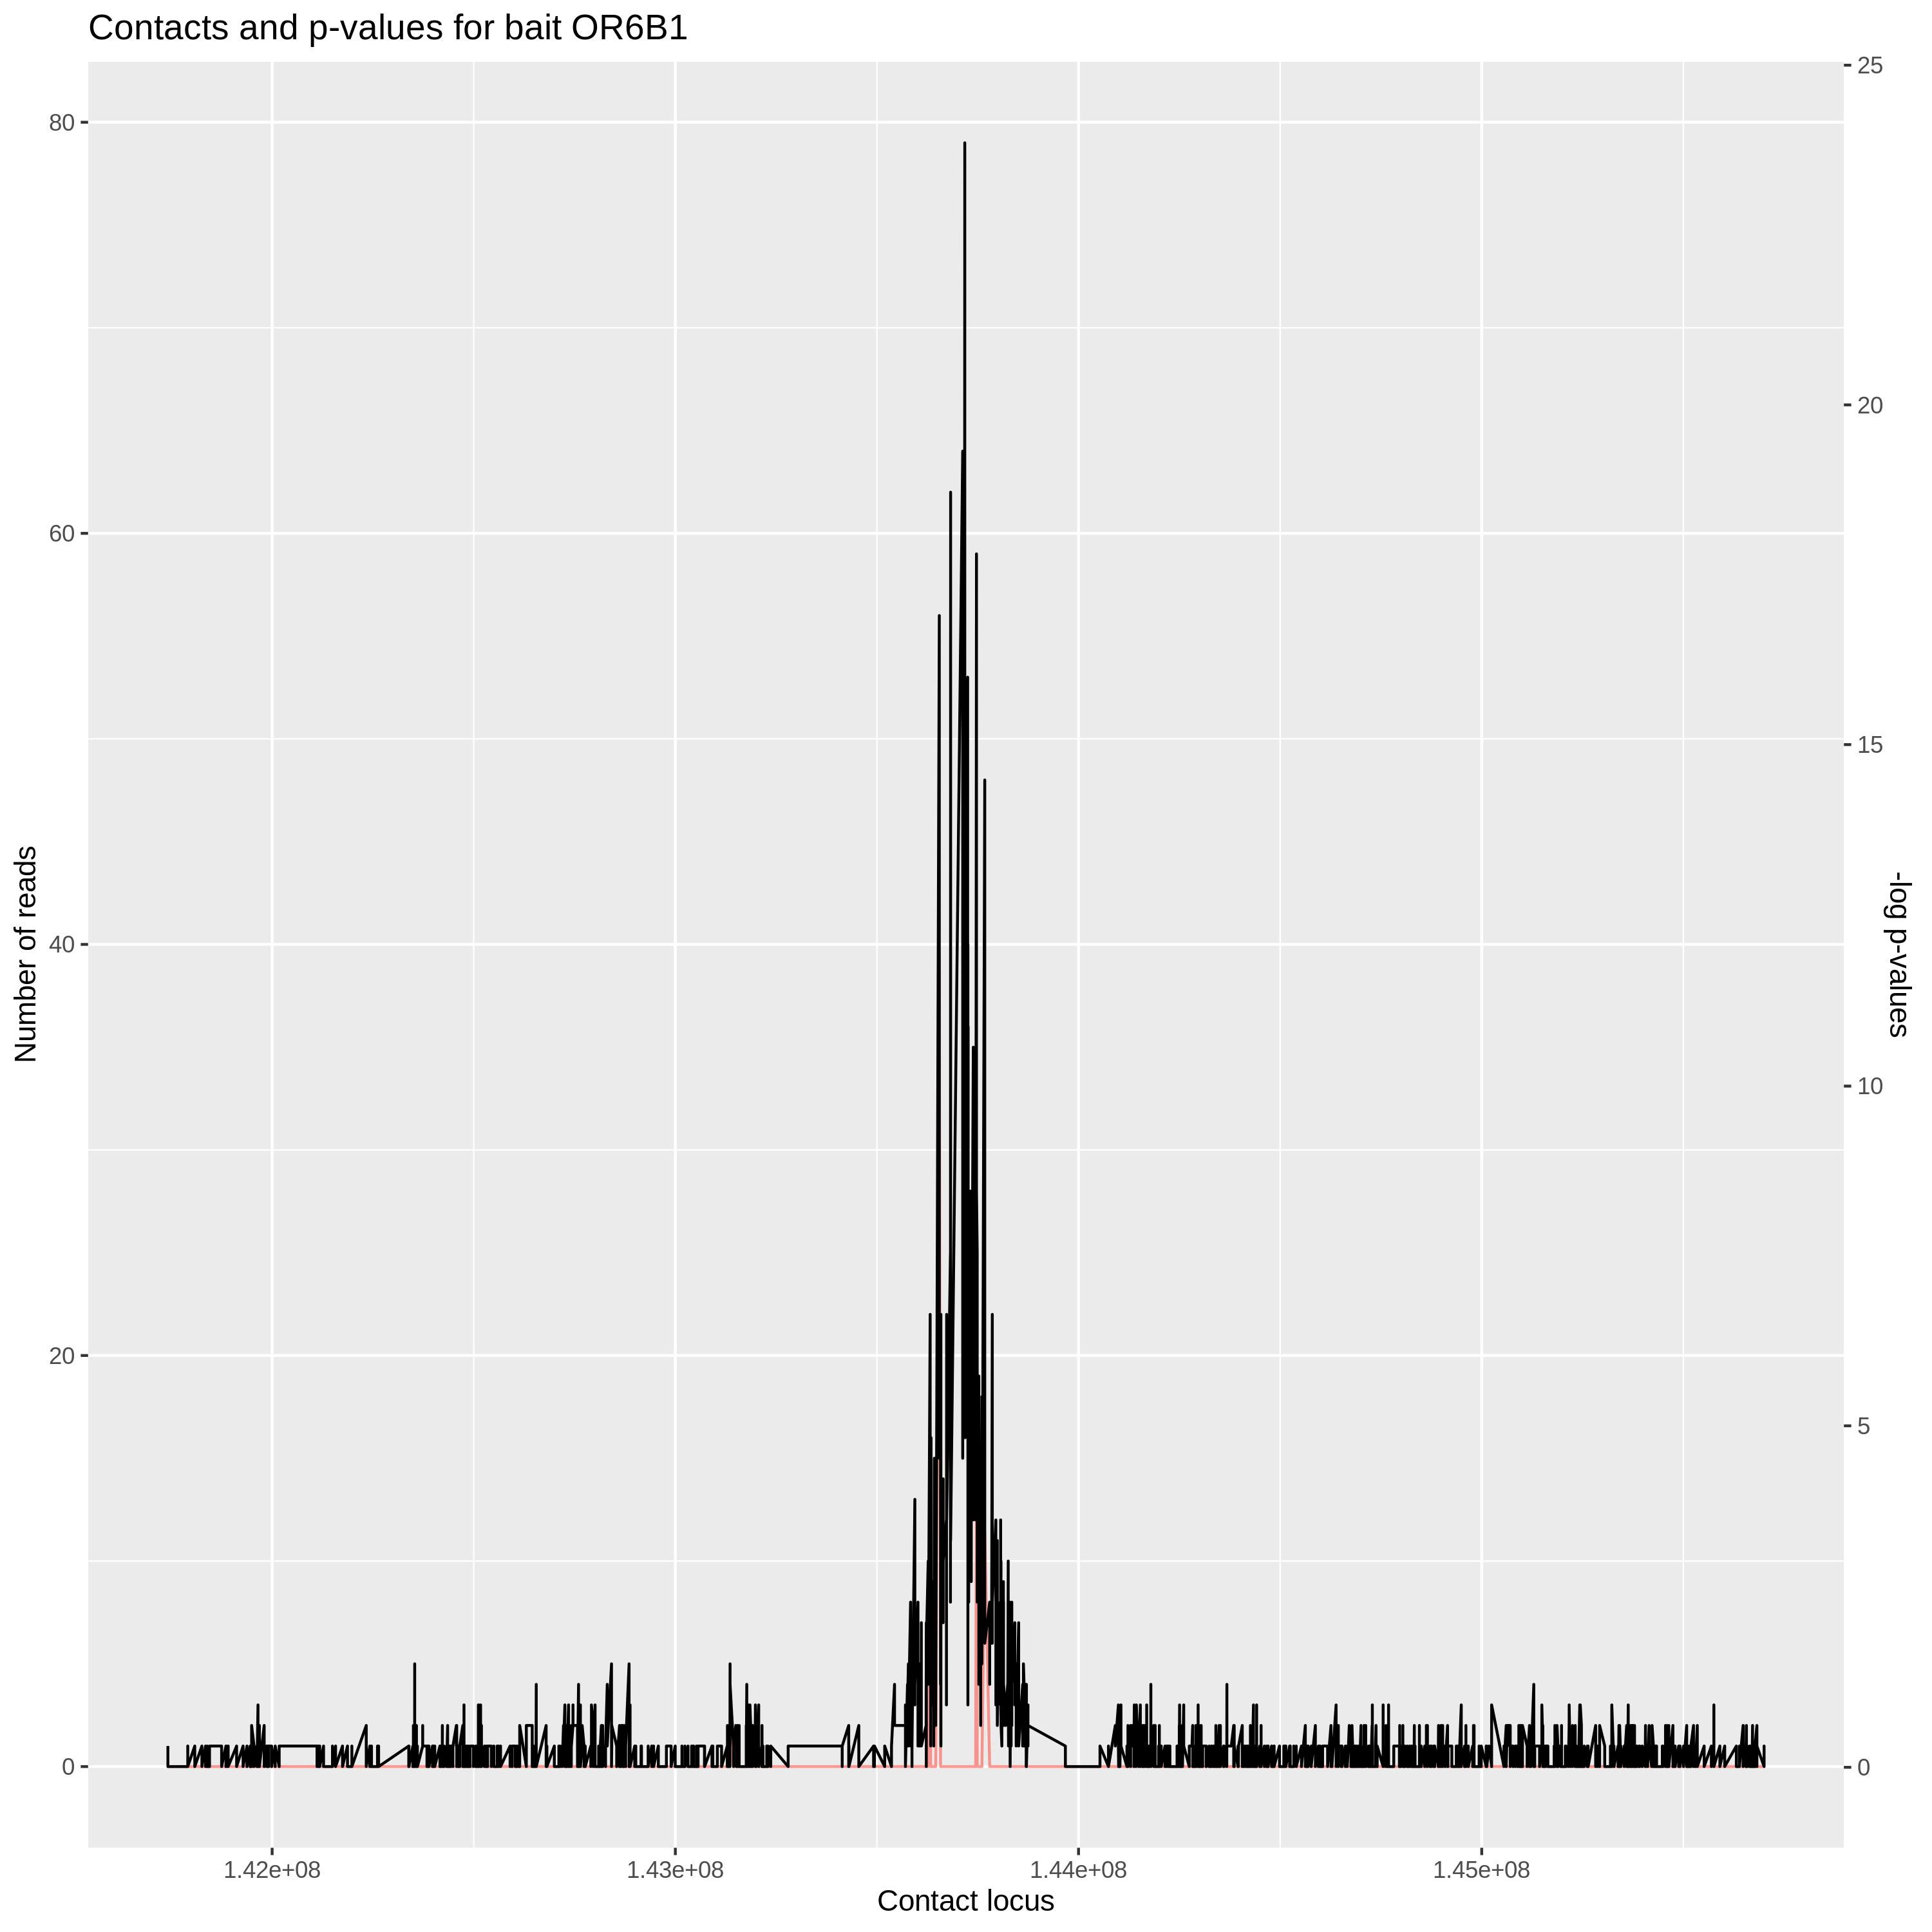 Contacts and p-values for bait OR6B1
80
60
40
20
0
Number of reads
25
20
15
10
5
0
-log p-values
1.42e+08 1.43e+08 1.44e+08 1.45e+08
Contact locus